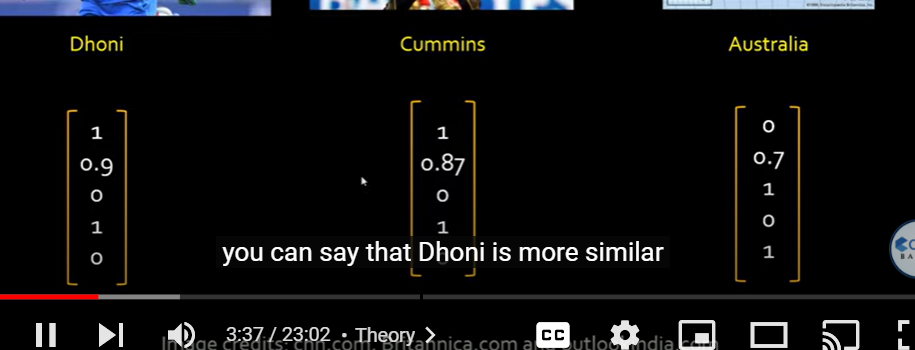 Dhoni
Cummins
Australia
1
0.9
0
1
0
1
0.87
0
1
0
0.7
1
0
1
you can say that Dhoni is more similar
3:37 / 23:02 • Theory
CC
credits: cnn.com, Britannica.com and outlookindia.com